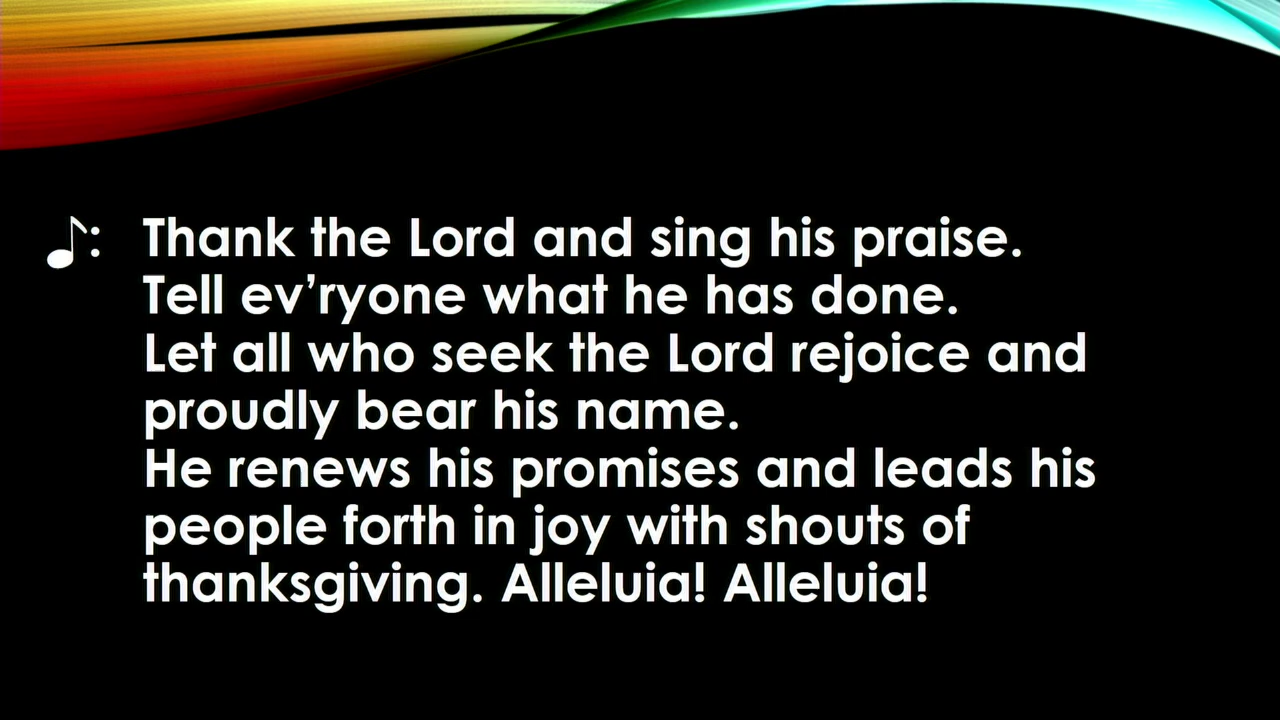 ♪: Thank the Lord and sing his praise.
Tell ev’ryone what he has done.
Let all who seek the Lord rejoice and
proudly bear his name.
He renews his promises and leads his
people forth in joy with shouts of
thanksgiving. Alleluia! Alleluia!